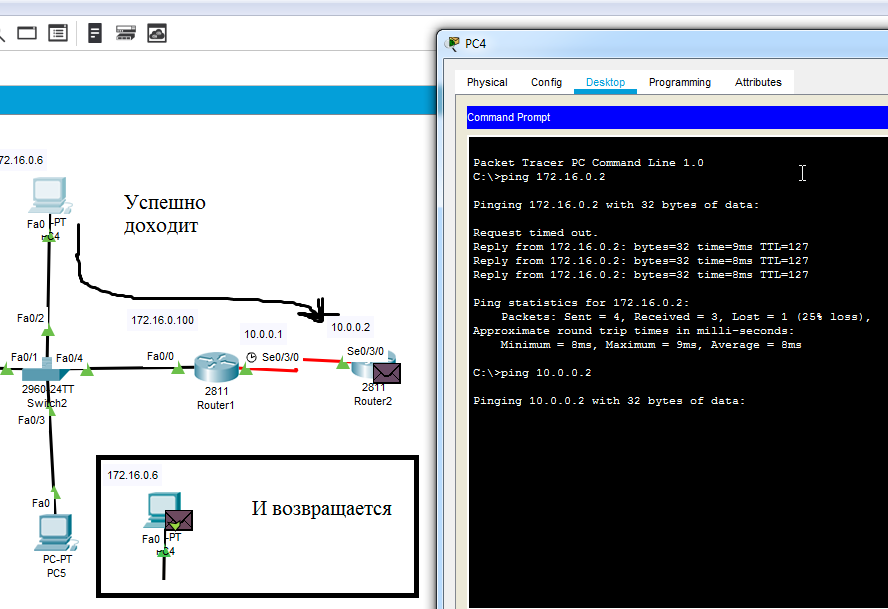 PC4
Physical Config Desktop Programming Attributes
Command Prompt
Packet Tracer PC Command Line 1.0
C:\>ping 172.16.0.2
Pinging 172.16.0.2 with 32 bytes of data:
Request timed out.
Reply from 172.16.0.2: bytes=32 time=9ms TTL=127
Reply from 172.16.0.2: bytes=32 time=8ms TTL=127
Reply from 172.16.0.2: bytes=32 time=8ms TTL=127
Ping statistics for 172.16.0.2:
Packets: Sent = 4, Received = 3, Lost = 1 (25% loss),
Approximate round trip times in milli-seconds:
Minimum = 8ms, Maximum = 9ms, Average = 8ms
C:\>ping 10.0.0.2
Pinging 10.0.0.2 with 32 bytes of data:
72.16.0.6
Успешно
доходит
Fa0 -PT
C4
Fa0/2
172.16.0.100
10.0.0.1
10.0.0.2
Fa0/1 Fa0/4
Fa0/0
Se0/3/0
Se0/3/0
2960-24TT
Switch2
2811
Router1
2811
Router2
Fa0/3
Fa0
PC-PT
PC5
172.16.0.6
И возвращается
Fa0 -PT
C4